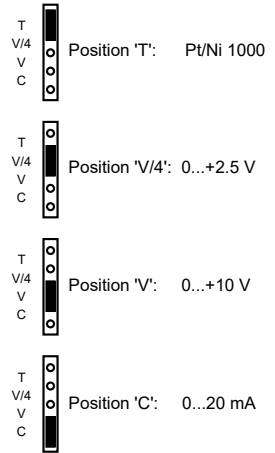 T
V/4
V
C
Position 'T': Pt/Ni 1000
T
V/4
V
C
Position 'V/4': 0...+2.5 V
T
V/4
V
C
Position 'V': 0...+10 V
T
V/4
V
C
Position 'C': 0...20 mA